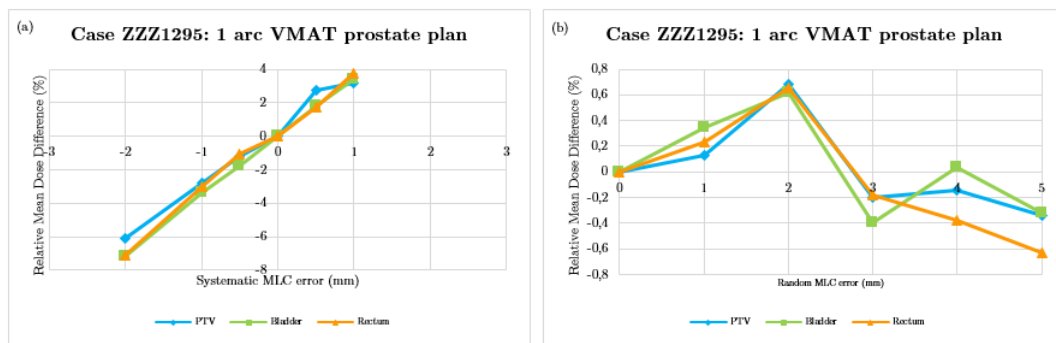 (a)
Case ZZZ1295: 1 arc VMAT prostate plan
Relative Mean Dose Difference (%)
4
2
0
-2
-4
-6
-8
-3
-2
-1
0
1
2
3
Systematic MLC error (mm)
PTV
Bladder
Rectum
(b)
Case ZZZ1295: 1 arc VMAT prostate plan
Relative Mean Dose Difference (%)
0,8
0,6
0,4
0,2
0
-0,2
-0,4
-0,6
-0,8
0
1
2
3
4
5
Random MLC error (mm)
PTV
Bladder
Rectum